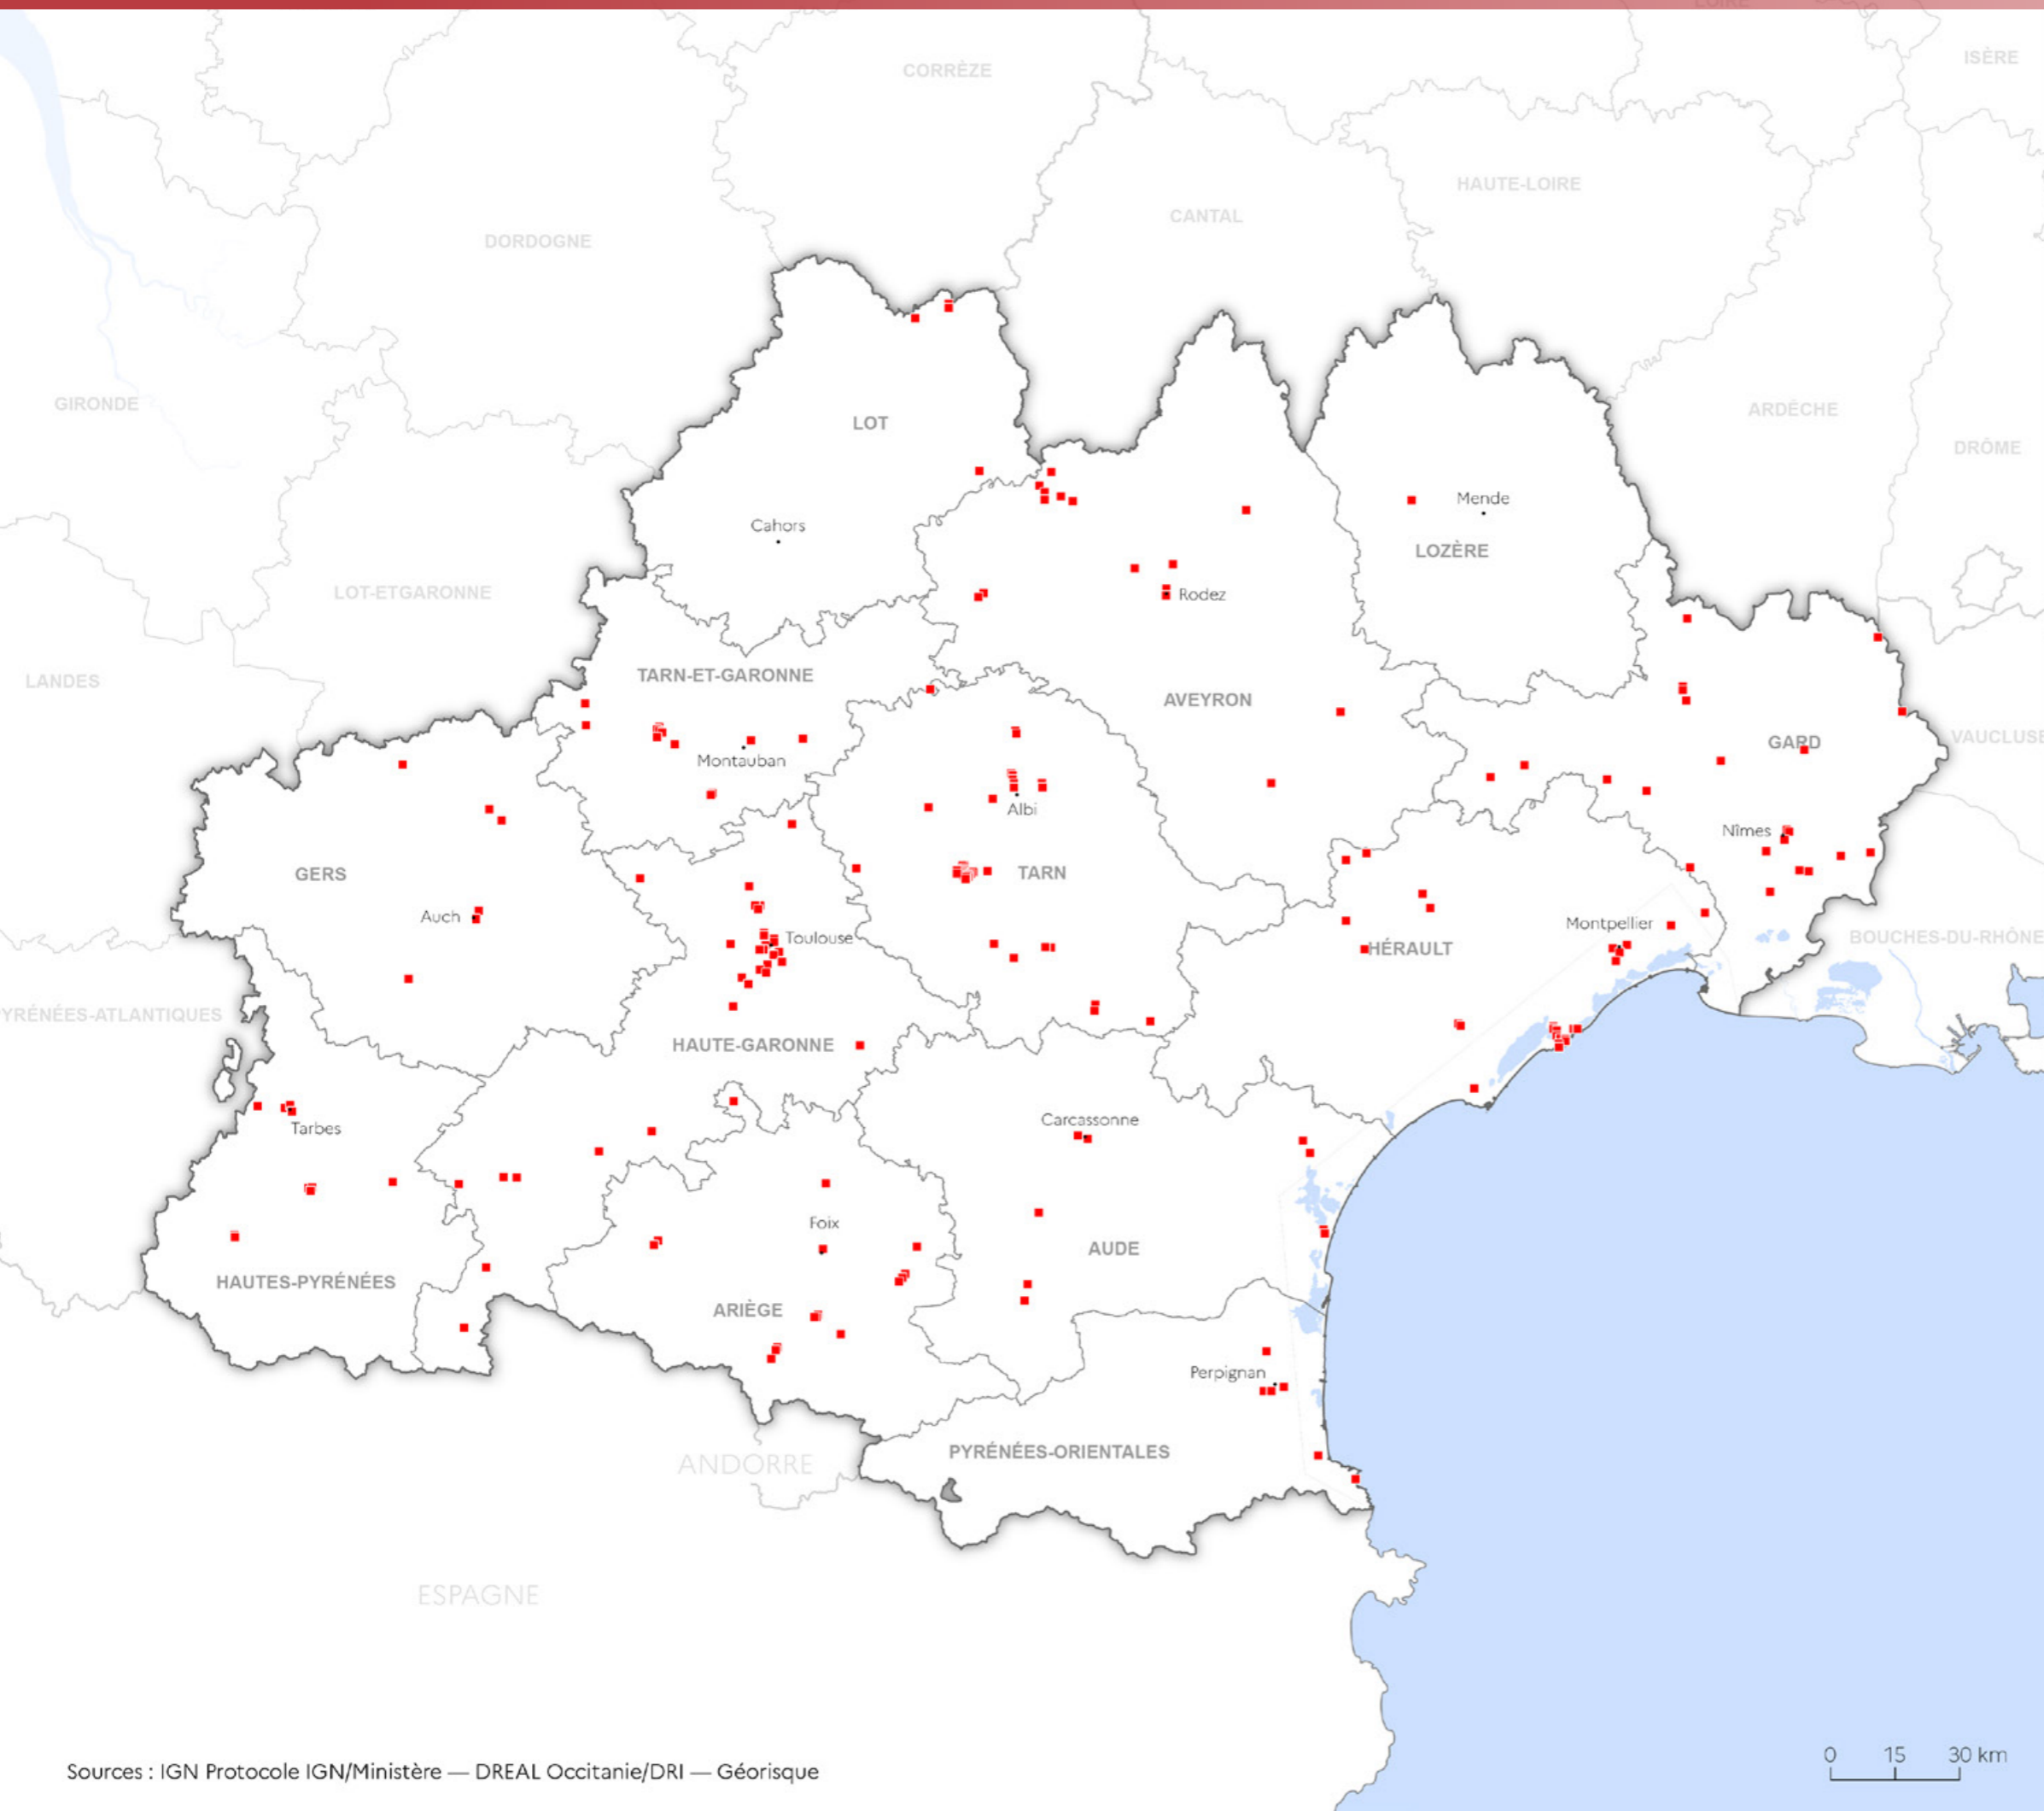 LOIRE
ISÈRE
CORRÈZE
HAUTE-LOIRE
CANTAL
DORDOGNE
GIRONDE
ARDÈCHE
LOT
DRÔME
Mende
Cahors
LOZÈRE
LOT-ETGARONNE
Rodez
TARN-ET-GARONNE
LANDES
AVEYRON
VAUCLUSE
GARD
Montauban
Albi
Nîmes
GERS
TARN
Auch
Montpellier
Toulouse
BOUCHES-DU-RHÔNE
HÉRAULT
YRÉNÉES-ATLANTIQUES
HAUTE-GARONNE
Carcassonne
Tarbes
Foix
AUDE
HAUTES-PYRÉNÉES
ARIÈGE
Perpignan
PYRÉNÉES-ORIENTALES
ANDORRE
ESPAGNE
0 15 30 km
Sources : IGN Protocole IGN/Ministère — DREAL Occitanie/DRI — Géorisque